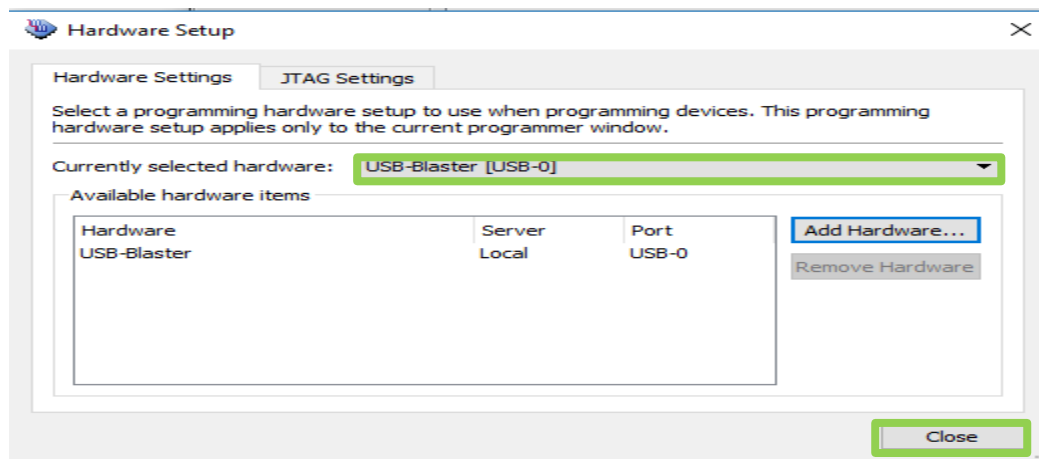 Hardware Setup
Hardware Settings JTAG Settings
Select a programming hardware setup to use when programming devices. This programming
hardware setup applies only to the current programmer window.
Currently selected hardware: USB-Blaster [USB-0]
Available hardware items
Hardware Server Port Add Hardware...
USB-Blaster Local USB-0
Remove Hardware
Close